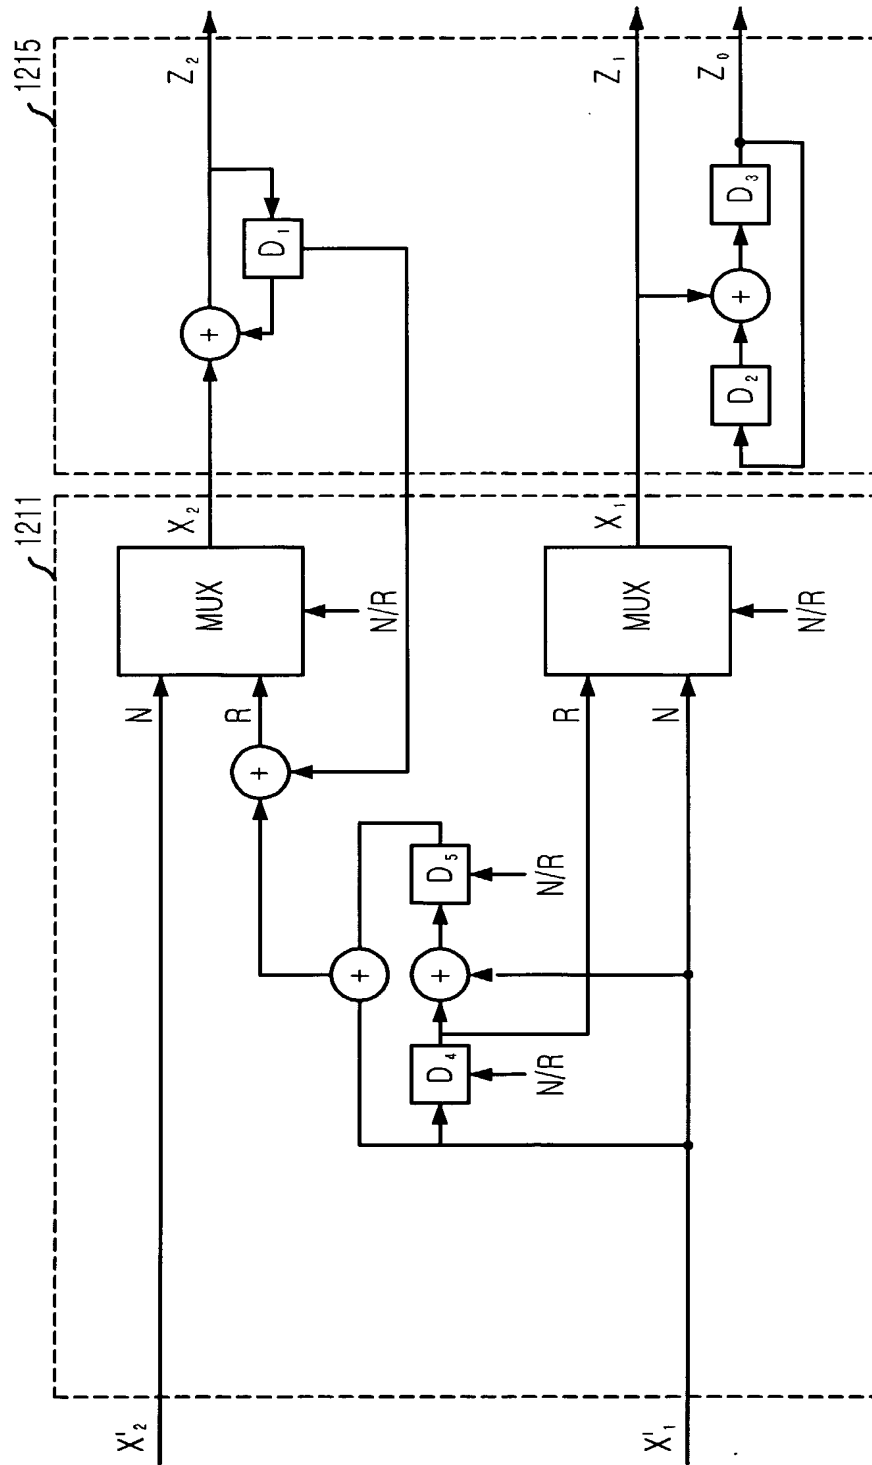 1211
1215
X'₂
N
MUX
X₂
Z₂
R
N/R
D₁
D₅
N/R
D₄
N/R
R
N
MUX
N/R
X₁
Z₁
X'₁
D₂
D₃
Z₀
+
+
+
+
+